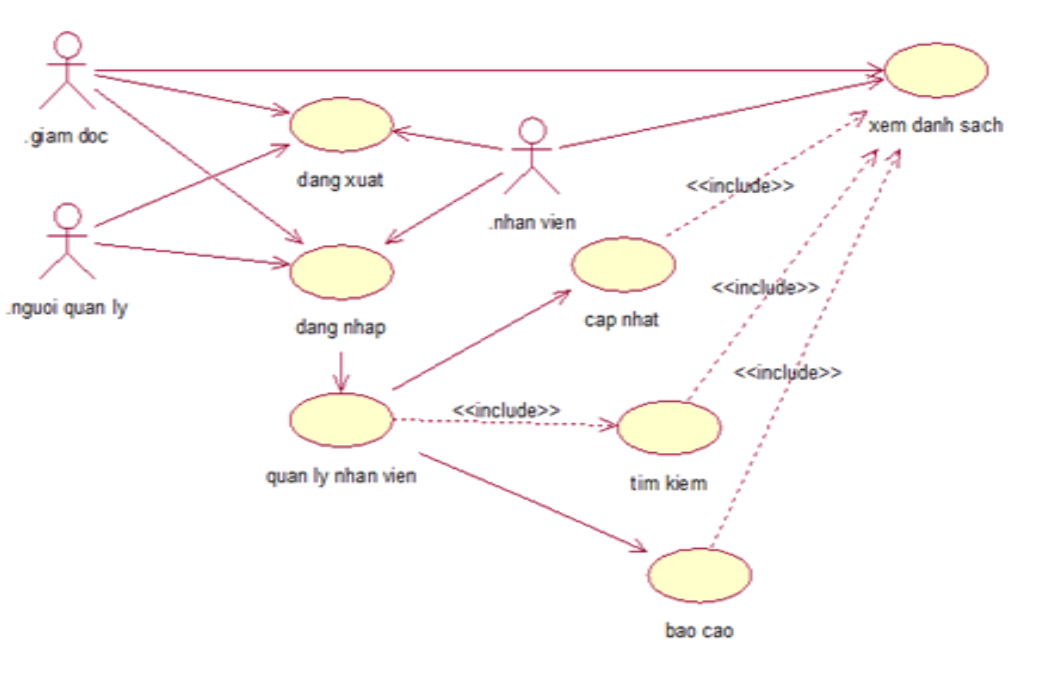 .giam doc
xem danh sach
dang xuat
<<include>>
.nhan vien
<<include>>
.nguoi quan ly
cap nhat
dang nhap
<<include>>
<<include>>
quan ly nhan vien
tim kiem
bao cao